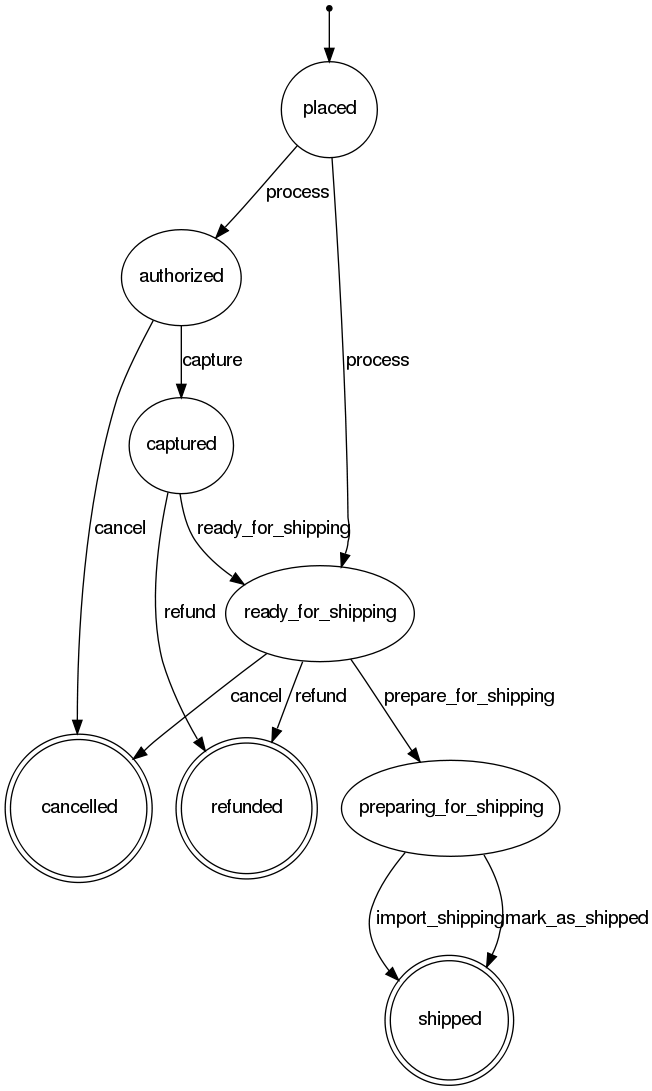 placed
process
authorized
capture
process
captured
cancel
ready_for_shipping
refund
ready_for_shipping
cancel
refund
prepare_for_shipping
cancelled
refunded
preparing_for_shipping
import_shipping
mark_as_shipped
shipped